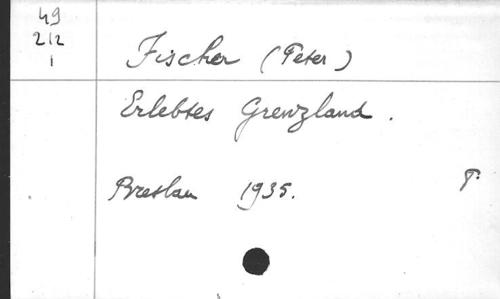 49
212
1
Fischer (Peter)
Erlebtes Grenzland.
Breslau 1935.